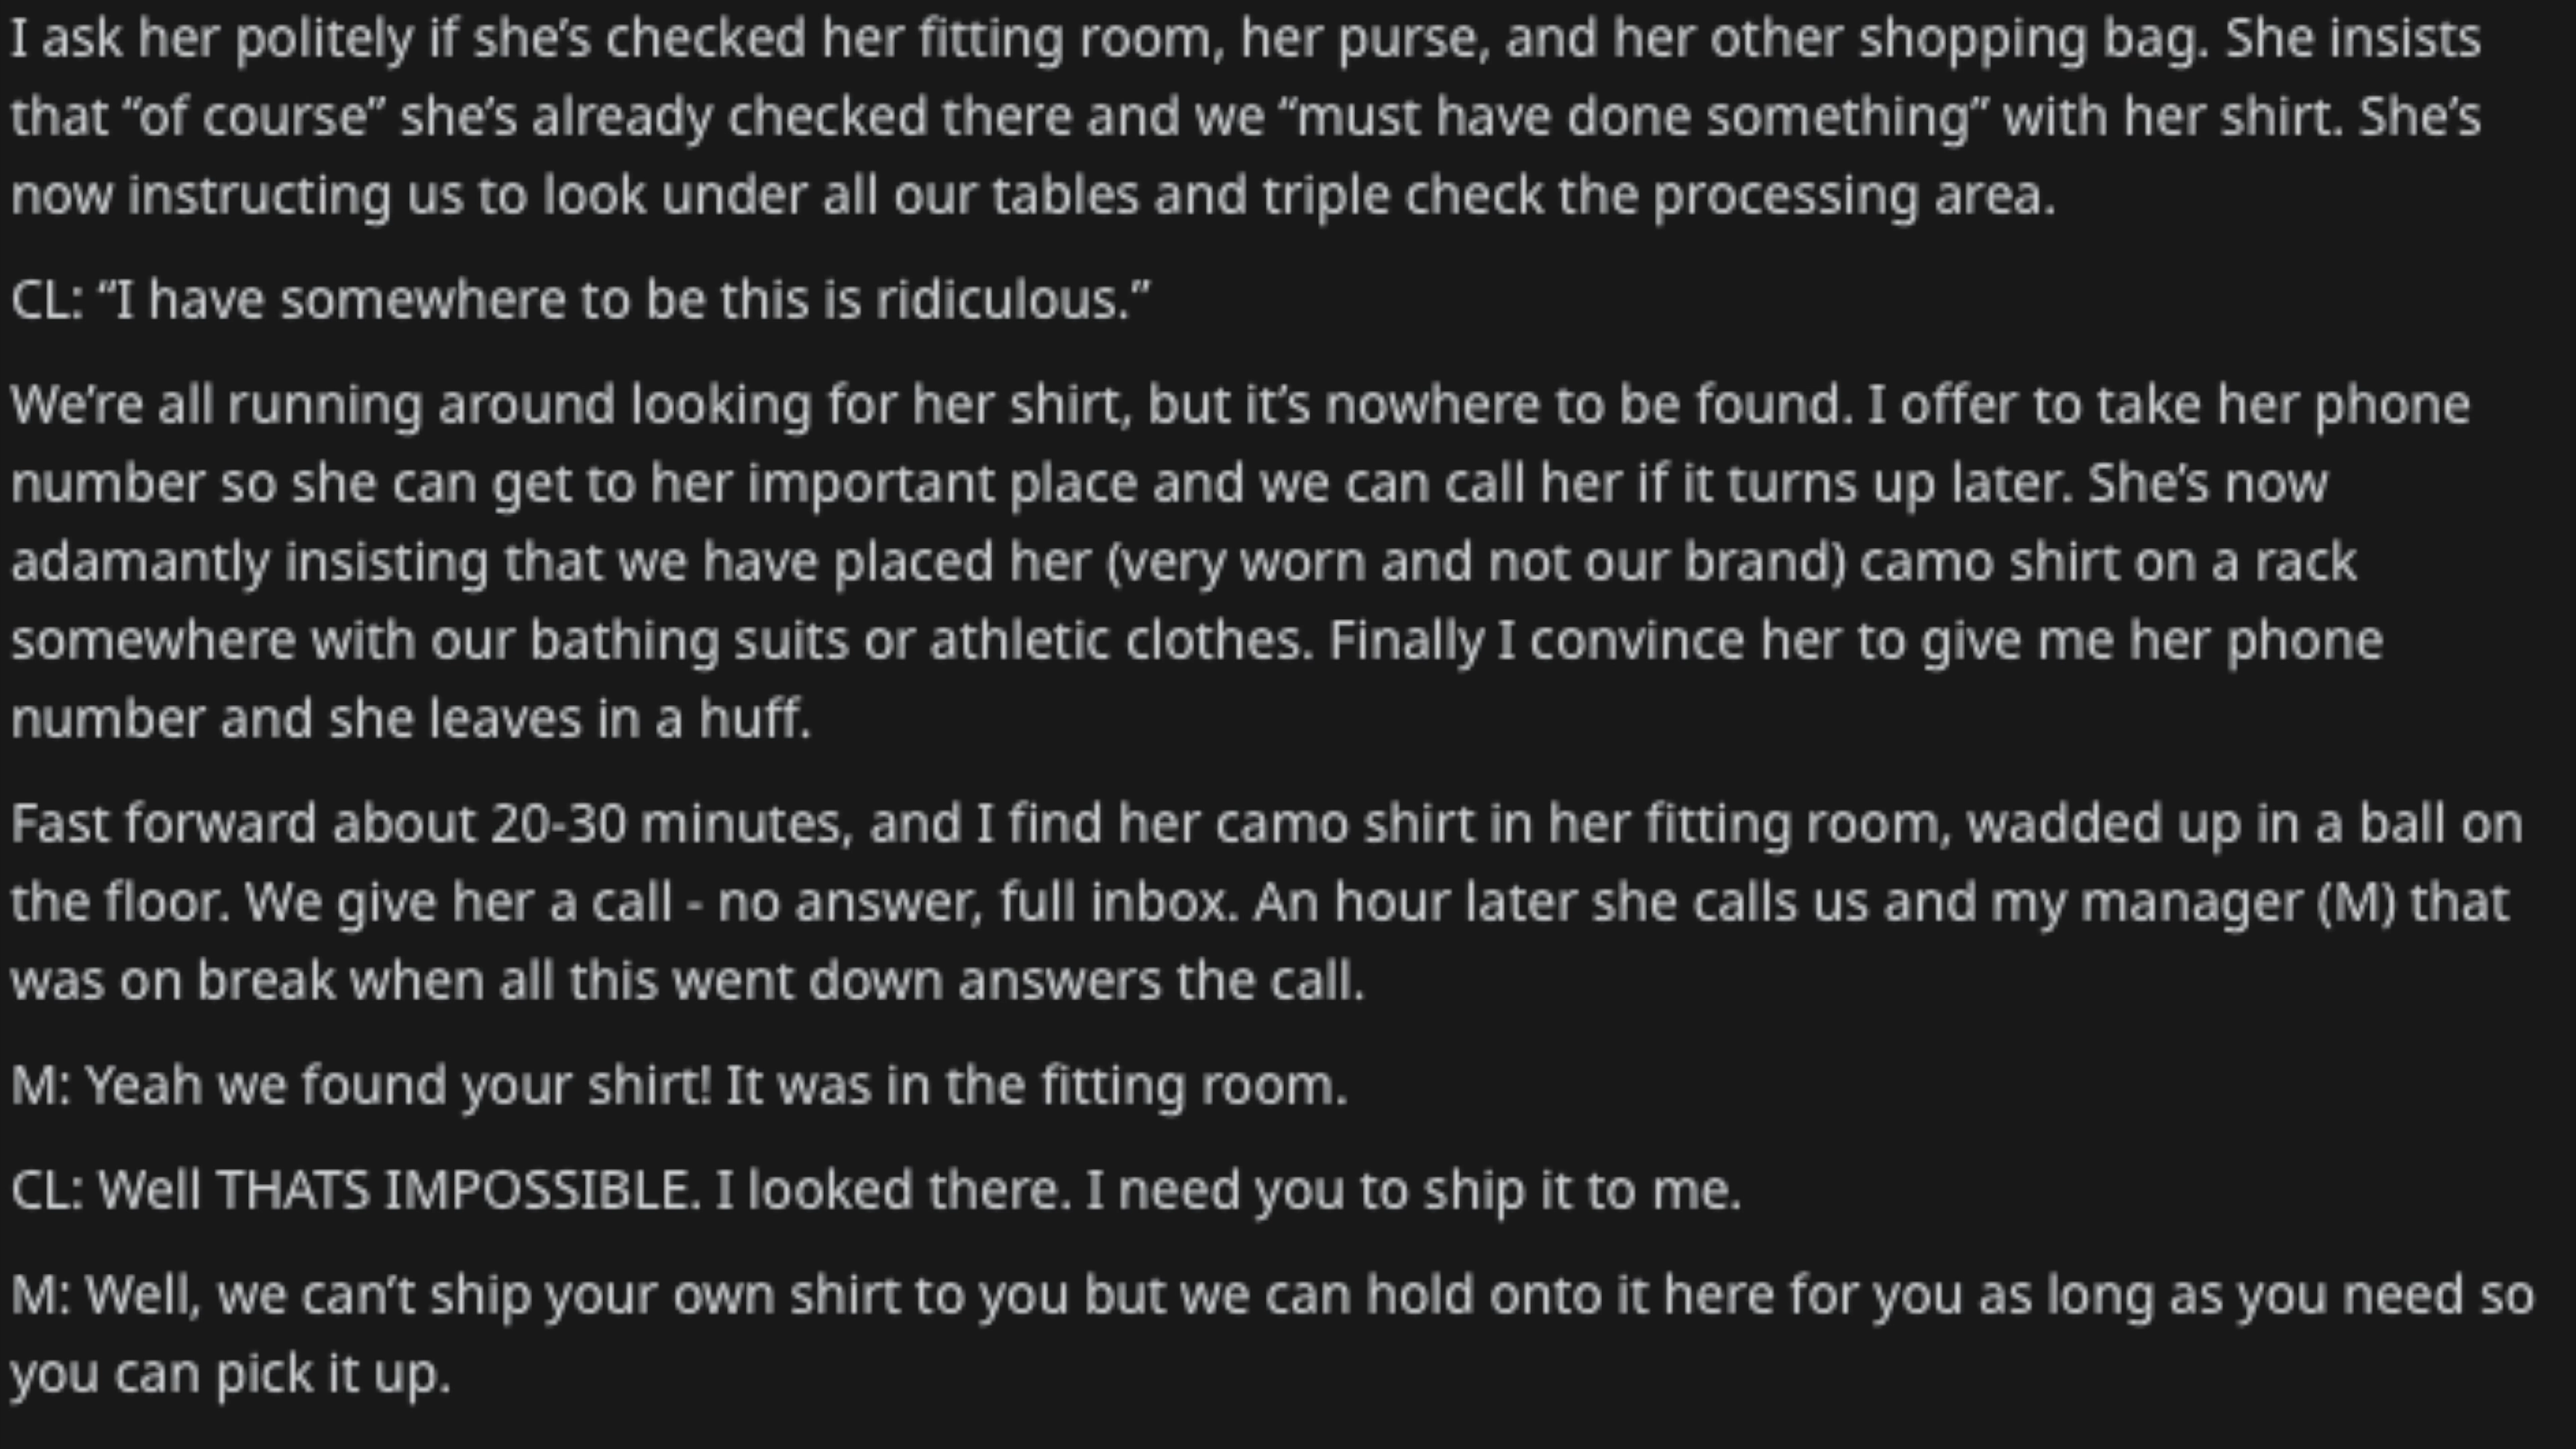 I ask her politely if she’s checked her fitting room, her purse, and her other shopping bag. She insists
that “of course” she’s already checked there and we “must have done something” with her shirt. She’s
now instructing us to look under all our tables and triple check the processing area.
CL: “I have somewhere to be this is ridiculous.”
We’re all running around looking for her shirt, but it’s nowhere to be found. I offer to take her phone
number so she can get to her important place and we can call her if it turns up later. She’s now
adamantly insisting that we have placed her (very worn and not our brand) camo shirt on a rack
somewhere with our bathing suits or athletic clothes. Finally I convince her to give me her phone
number and she leaves in a huff.
Fast forward about 20-30 minutes, and I find her camo shirt in her fitting room, wadded up in a ball on
the floor. We give her a call - no answer, full inbox. An hour later she calls us and my manager (M) that
was on break when all this went down answers the call.
M: Yeah we found your shirt! It was in the fitting room.
CL: Well THATS IMPOSSIBLE. I looked there. I need you to ship it to me.
M: Well, we can’t ship your own shirt to you but we can hold onto it here for you as long as you need so
you can pick it up.